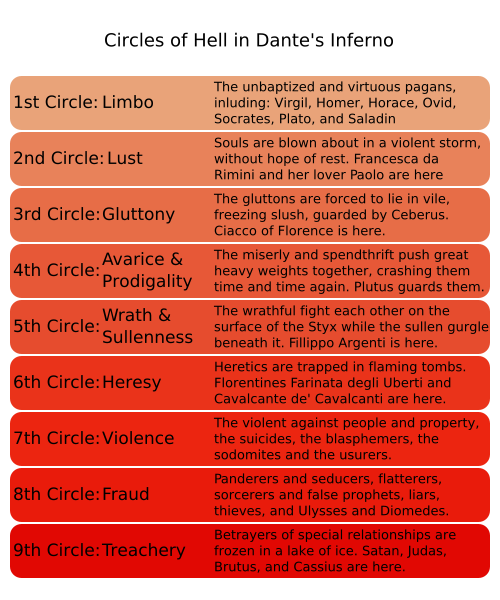 Circles of Hell in Dante's Inferno
1st Circle: Limbo
The unbaptized and virtuous pagans,
inluding: Virgil, Homer, Horace, Ovid,
Socrates, Plato, and Saladin
2nd Circle: Lust
Souls are blown about in a violent storm,
without hope of rest. Francesca da
Rimini and her lover Paolo are here
3rd Circle: Gluttony
The gluttons are forced to lie in vile,
freezing slush, guarded by Ceberus.
Ciacco of Florence is here.
4th Circle: Avarice &
Prodigality
The miserly and spendthrift push great
heavy weights together, crashing them
time and time again. Plutus guards them.
5th Circle: Wrath &
Sullenness
The wrathful fight each other on the
surface of the Styx while the sullen gurgle
beneath it. Fillippo Argenti is here.
6th Circle: Heresy
Heretics are trapped in flaming tombs.
Florentines Farinata degli Uberti and
Cavalcante de' Cavalcanti are here.
7th Circle: Violence
The violent against people and property,
the suicides, the blasphemers, the
sodomites and the usurers.
8th Circle: Fraud
Panderers and seducers, flatterers,
sorcerers and false prophets, liars,
thieves, and Ulysses and Diomedes.
9th Circle: Treachery
Betrayers of special relationships are
frozen in a lake of ice. Satan, Judas,
Brutus, and Cassius are here.